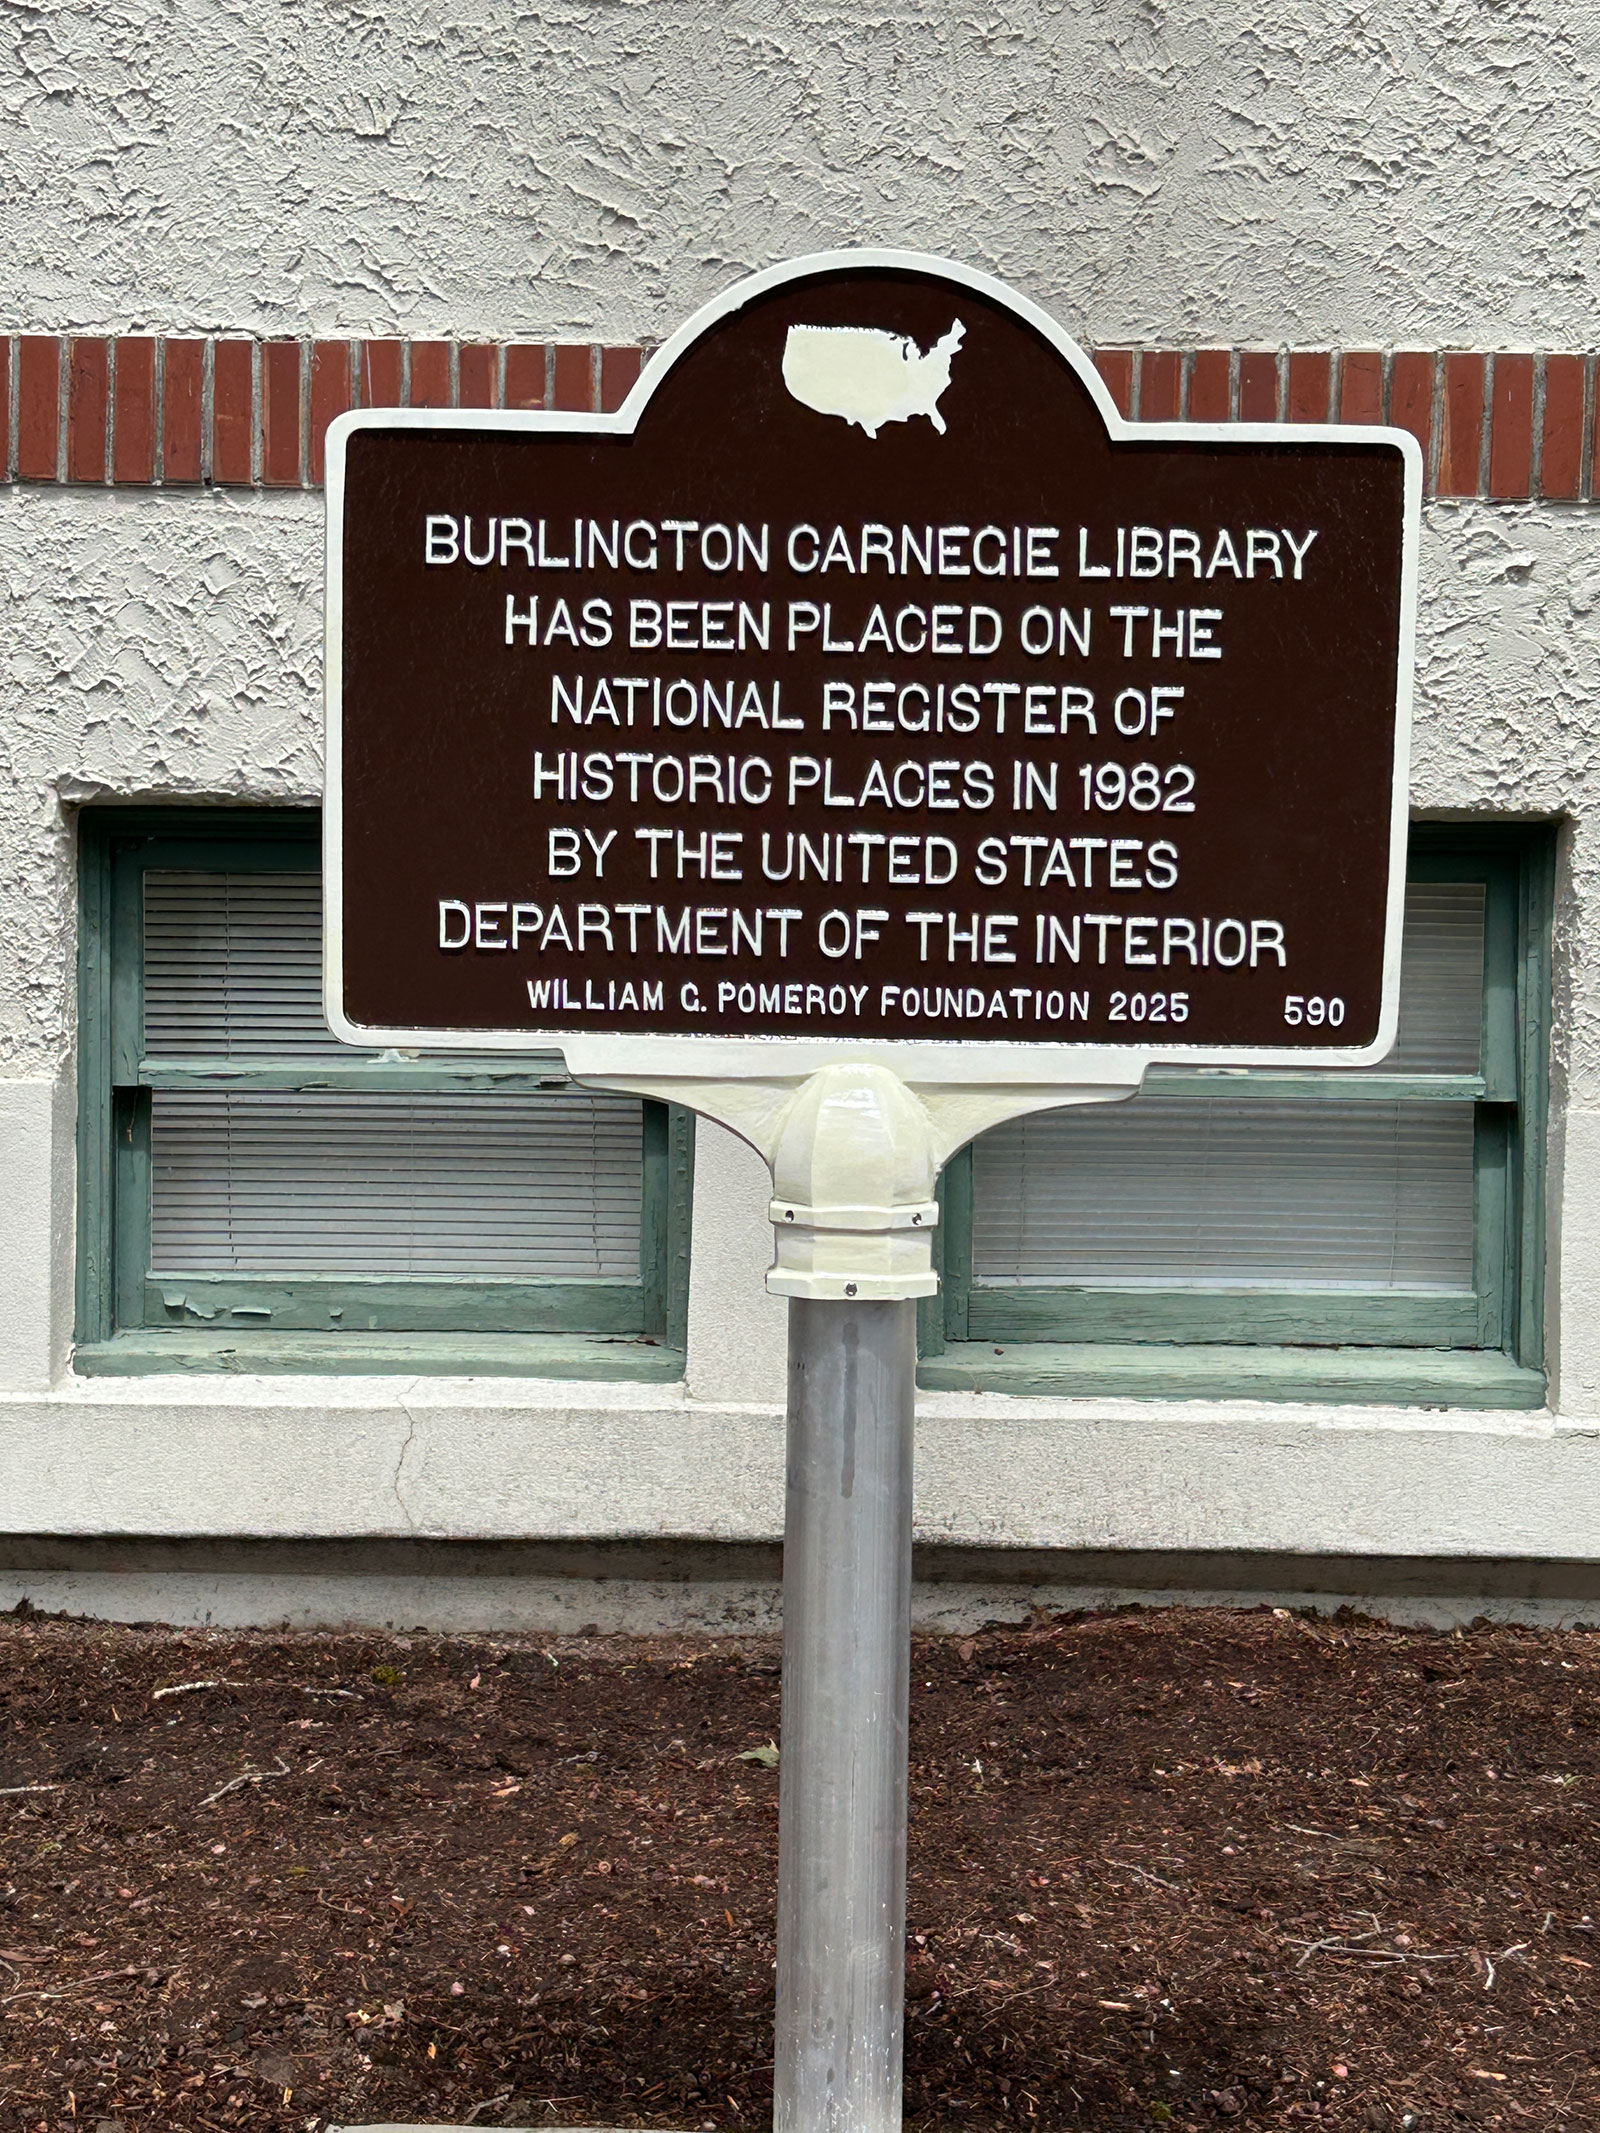 BURLINGTON CARNEGIE LIBRARY
HAS BEEN PLACED ON THE
NATIONAL REGISTER OF
HISTORIC PLACES IN 1982
BY THE UNITED STATES
DEPARTMENT OF THE INTERIOR
WILLIAM G. POMEROY FOUNDATION 2025 590